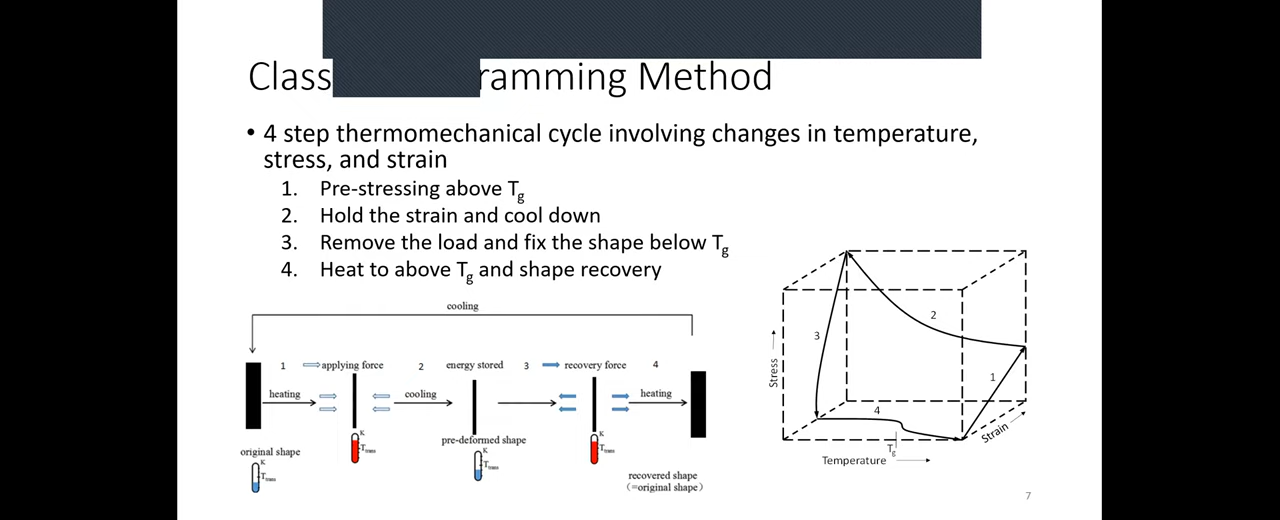 Class ramming Method
• 4 step thermomechanical cycle involving changes in temperature,
stress, and strain
1. Pre-stressing above Tg
2. Hold the strain and cool down
3. Remove the load and fix the shape below Tg
4. Heat to above Tg and shape recovery
cooling
1 applying force 2 energy stored 3 recovery force 4
heating cooling heating
original shape
K
Ttrans
K
Ttrans
pre-deformed shape
K
Ttrans
K
Ttrans
recovered shape
(=original shape)
Stress
1
2
3
4
Tg
Temperature
Strain
7